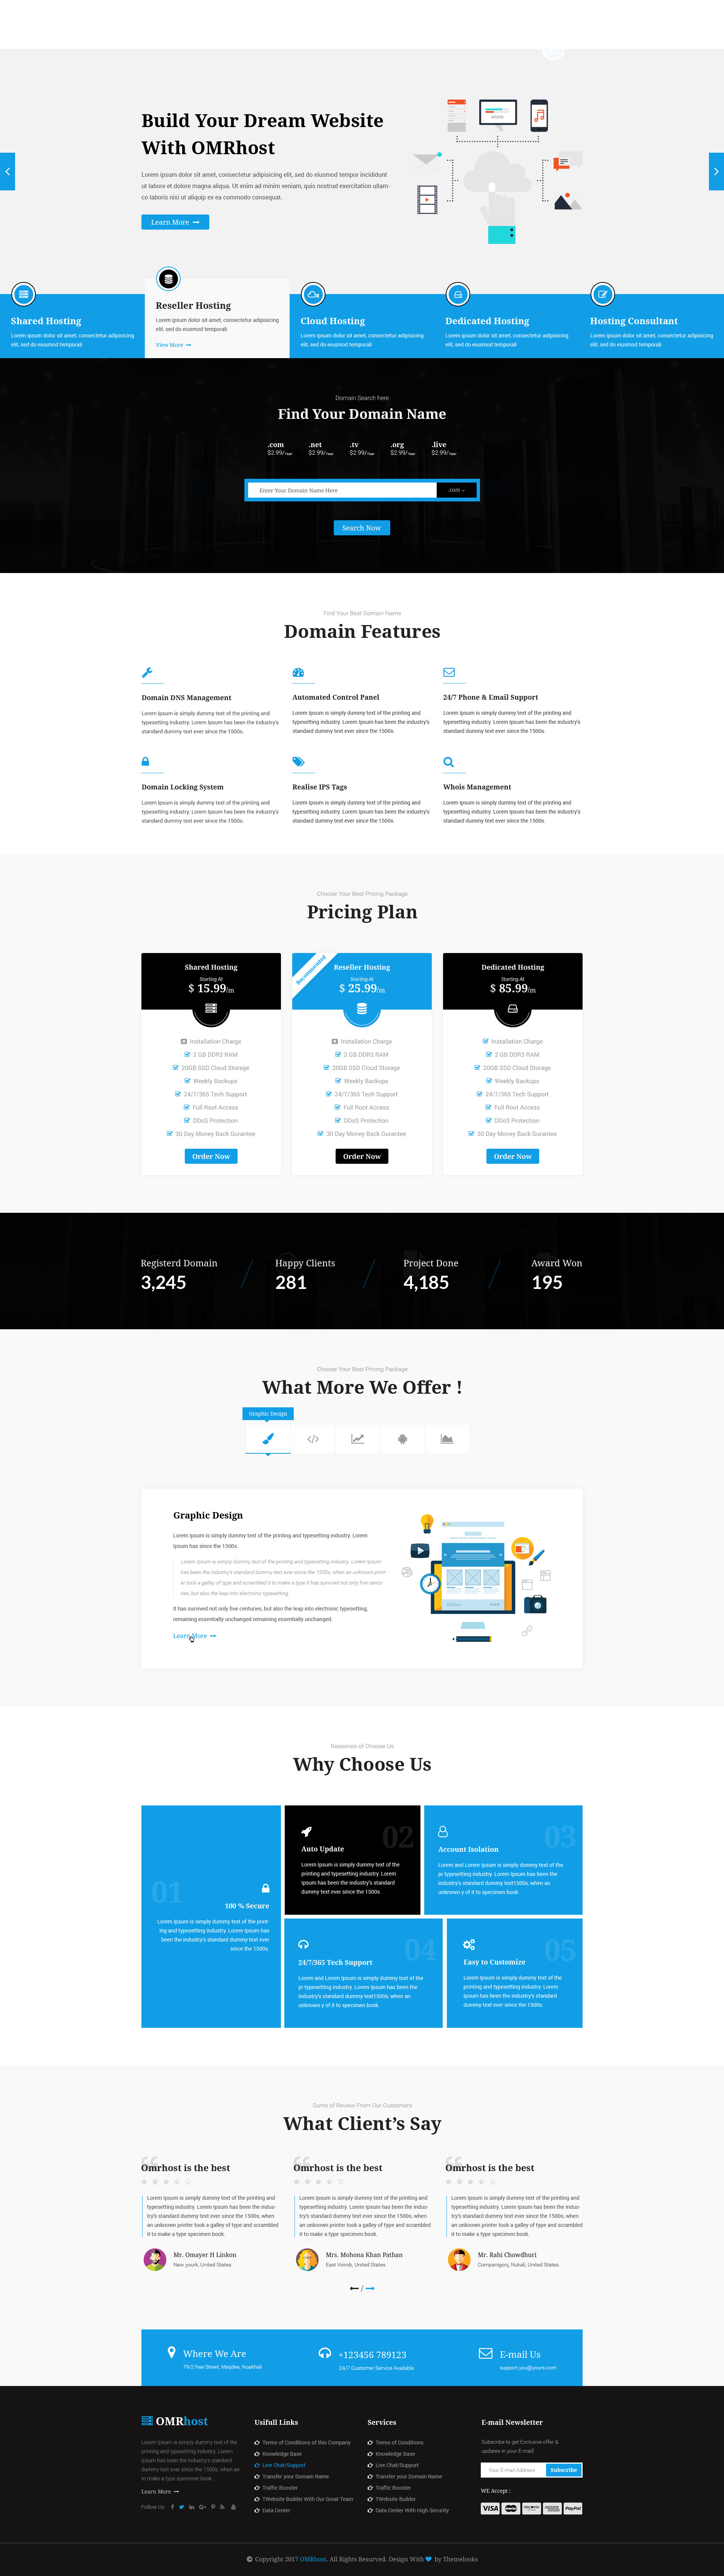 Build Your Dream Website
With OMRhost
Lorem ipsum dolor sit amet, consectetur adipisicing elit, sed do eiusmod tempor incididunt
ut labore et dolore magna aliqua. Ut enim ad minim veniam, quis nostrud exercitation ullam-
co laboris nisi ut aliquip ex ea commodo consequat.
Learn More
Shared Hosting
Lorem ipsum dolor sit amet, consectetur adipisicing
elit, sed do eiusmod temporali
Reseller Hosting
Lorem ipsum dolor sit amet, consectetur adipisicing
elit, sed do eiusmod temporali
View More
Cloud Hosting
Lorem ipsum dolor sit amet, consectetur adipisicing
elit, sed do eiusmod temporali
Dedicated Hosting
Lorem ipsum dolor sit amet, consectetur adipisicing
elit, sed do eiusmod temporali
Hosting Consultant
Lorem ipsum dolor sit amet, consectetur adipisicing
elit, sed do eiusmod temporali
Domain Search here
Find Your Domain Name
.com .net .tv .org .live
$2.99/Year $2.99/Year $2.99/Year $2.99/Year $2.99/Year
Enter Your Domain Name Here .com
Search Now
Find Your Best Domain Name
Domain Features
Domain DNS Management
Lorem Ipsum is simply dummy text of the printing and
typesetting industry. Lorem Ipsum has been the industry's
standard dummy text ever since the 1500s.
Automated Control Panel
Lorem Ipsum is simply dummy text of the printing and
typesetting industry. Lorem Ipsum has been the industry's
standard dummy text ever since the 1500s.
24/7 Phone & Email Support
Lorem Ipsum is simply dummy text of the printing and
typesetting industry. Lorem Ipsum has been the industry's
standard dummy text ever since the 1500s.
Domain Locking System
Lorem Ipsum is simply dummy text of the printing and
typesetting industry. Lorem Ipsum has been the industry's
standard dummy text ever since the 1500s.
Realise IPS Tags
Lorem Ipsum is simply dummy text of the printing and
typesetting industry. Lorem Ipsum has been the industry's
standard dummy text ever since the 1500s.
Whois Management
Lorem Ipsum is simply dummy text of the printing and
typesetting industry. Lorem Ipsum has been the industry's
standard dummy text ever since the 1500s.
Choose Your Best Pricing Package
Pricing Plan
Shared Hosting
Starting At
$ 15.99/m
Installation Charge
2 GB DDR3 RAM
20GB SSD Cloud Storage
Weekly Backups
24/7/365 Tech Support
Full Root Access
DDoS Protection
30 Day Money Back Gurantee
Order Now
Recommended
Reseller Hosting
Starting At
$ 25.99/m
Installation Charge
2 GB DDR3 RAM
20GB SSD Cloud Storage
Weekly Backups
24/7/365 Tech Support
Full Root Access
DDoS Protection
30 Day Money Back Gurantee
Order Now
Dedicated Hosting
Starting At
$ 85.99/m
Installation Charge
2 GB DDR3 RAM
20GB SSD Cloud Storage
Weekly Backups
24/7/365 Tech Support
Full Root Access
DDoS Protection
30 Day Money Back Gurantee
Order Now
Registerd Domain
3,245
Happy Clients
281
Project Done
4,185
Award Won
195
Choose Your Best Pricing Package
What More We Offer !
Graphic Design
Graphic Design
Lorem Ipsum is simply dummy text of the printing and typesetting industry. Lorem
Ipsum has been since the 1500s.
Lorem Ipsum is simply dummy text of the printing and typesetting industry. Lorem Ipsum
has been the industry's standard dummy text ever since the 1500s, when an unknown print-
er took a galley of type and scrambled it to make a type.It has survived not only five centu-
ries, but also the leap into electronic typesetting,
It has survived not only five centuries, but also the leap into electronic typesetting,
remaining essentially unchanged.remaining essentially unchanged.
Learn More
Reasones of Choose Us
Why Choose Us
01
100 % Secure
Lorem Ipsum is simply dummy text of the print-
ing and typesetting industry. Lorem Ipsum has
been the industry's standard dummy text ever
since the 1500s.
02
Auto Update
Lorem Ipsum is simply dummy text of the
printing and typesetting industry. Lorem
Ipsum has been the industry's standard
dummy text ever since the 1500s.
03
Account Isolation
Lorem and Lorem Ipsum is simply dummy text of the
pr typesetting industry. Lorem Ipsum has been the
industry's standard dummy text1500s, when an
unknown y of it to specimen book.
04
24/7/365 Tech Support
Lorem and Lorem Ipsum is simply dummy text of the
pr typesetting industry. Lorem Ipsum has been the
industry's standard dummy text1500s, when an
unknown y of it to specimen book.
05
Easy to Customize
Lorem Ipsum is simply dummy text of the
printing and typesetting industry. Lorem
Ipsum has been the industry's standard
dummy text ever since the 1500s.
Some of Review From Our Customers
What Client's Say
Omrhost is the best
Lorem Ipsum is simply dummy text of the printing and
typesetting industry. Lorem Ipsum has been the indus-
try's standard dummy text ever since the 1500s, when
an unknown printer took a galley of type and scrambled
it to make a type specimen book.
Mr. Omayer H Linkon
New yourk, United States.
Omrhost is the best
Lorem Ipsum is simply dummy text of the printing and
typesetting industry. Lorem Ipsum has been the indus-
try's standard dummy text ever since the 1500s, when
an unknown printer took a galley of type and scrambled
it to make a type specimen book.
Mrs. Mohona Khan Pathan
East Vorodi, United States.
Omrhost is the best
Lorem Ipsum is simply dummy text of the printing and
typesetting industry. Lorem Ipsum has been the indus-
try's standard dummy text ever since the 1500s, when
an unknown printer took a galley of type and scrambled
it to make a type specimen book.
Mr. Rahi Chowdhuri
Companigonj, Nukali, United States.
/
Where We Are
79/2 free Street, Maijdee, Noakhali
+123456 789123
24/7 Customer Service Available
E-mail Us
support.you@yours.com
OMRhost
Lorem Ipsum is simply dummy text of the
printing and typesetting industry. Lorem
Ipsum has been the industry's standard
dummy text ever since the 1500s, when an
to make a type specimen book.
Learn More
Follow Us
Usifull Links
Terms of Conditions of this Company
Knowledge Base
Live Chat/Support
Transfer your Domain Name
Traffic Booster
TWebsite Builder With Our Great Team
Data Center
Services
Terms of Conditions
Knowledge Base
Live Chat/Support
Transfer your Domain Name
Traffic Booster
TWebsite Builder
Data Center With High Security
E-mail Newsletter
Subscribe to get Exclusive offer &
updates in your E-mail!
Your E-mail Address Subscribe
WE Accept :
VISA PayPal
© Copyright 2017 OMRhost. All Rights Resurved. Design With by Themelooks